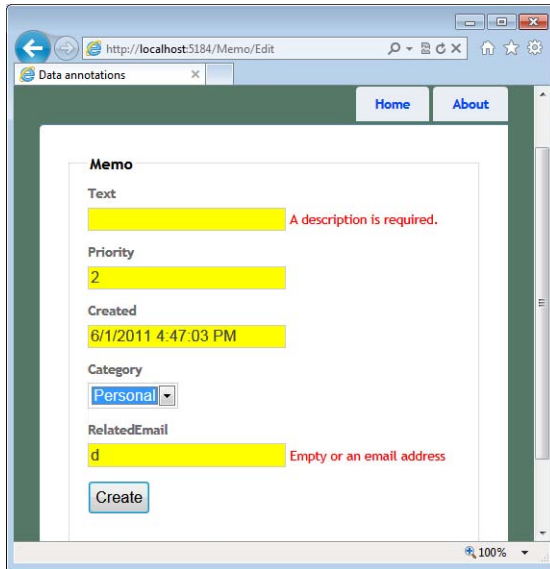 http://localhost:5184/Memo/Edit
Data annotations
Home About
Memo
Text
A description is required.
Priority
2
Created
6/1/2011 4:47:03 PM
Category
Personal
RelatedEmail
d Empty or an email address
Create
100%